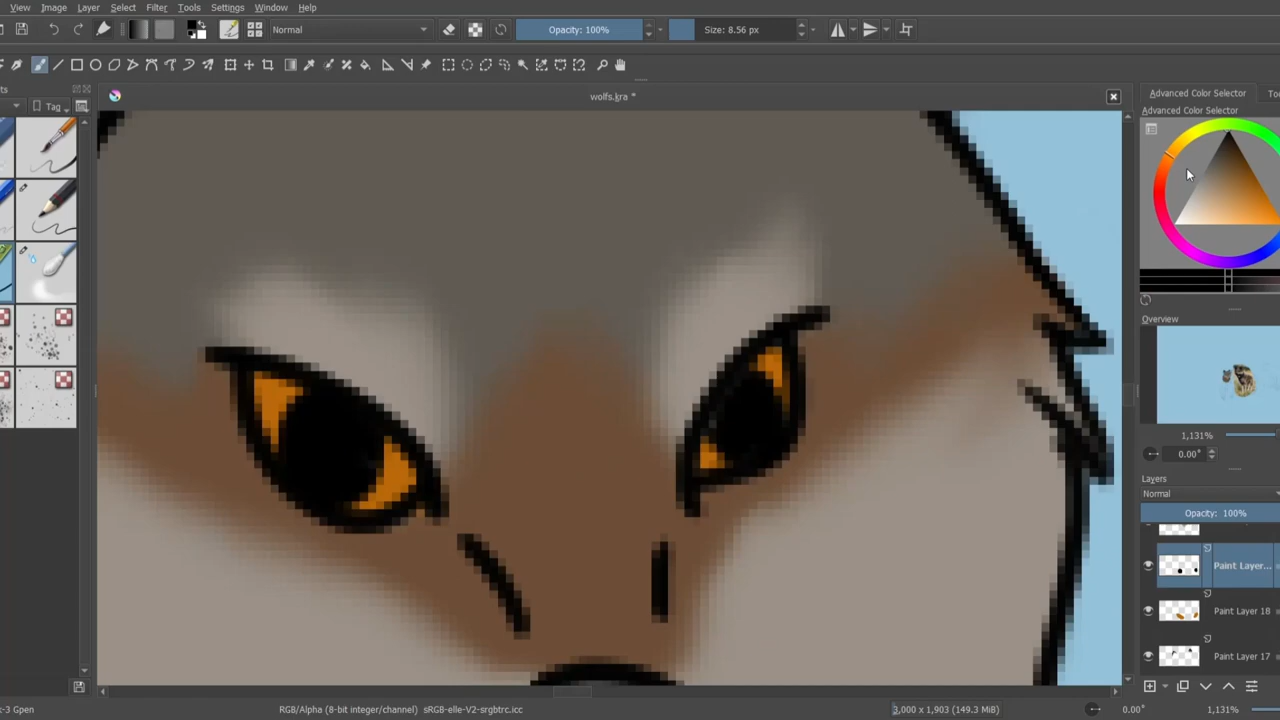 View Image Layer Select Filter Tools Settings Window Help
Normal
Opacity: 100%
Size: 8.56 px
wolfs.kra *
Tag
Advanced Color Selector
Advanced Color Selector
Overview
1,131%
0.00°
Layers
Normal
Opacity: 100%
Paint Layer...
Paint Layer 18
Paint Layer 17
RGB/Alpha (8-bit integer/channel) sRGB-elle-V2-srgbtrc.icc
3,000 x 1,903 (149.3 MiB)
0.00°
1,131%